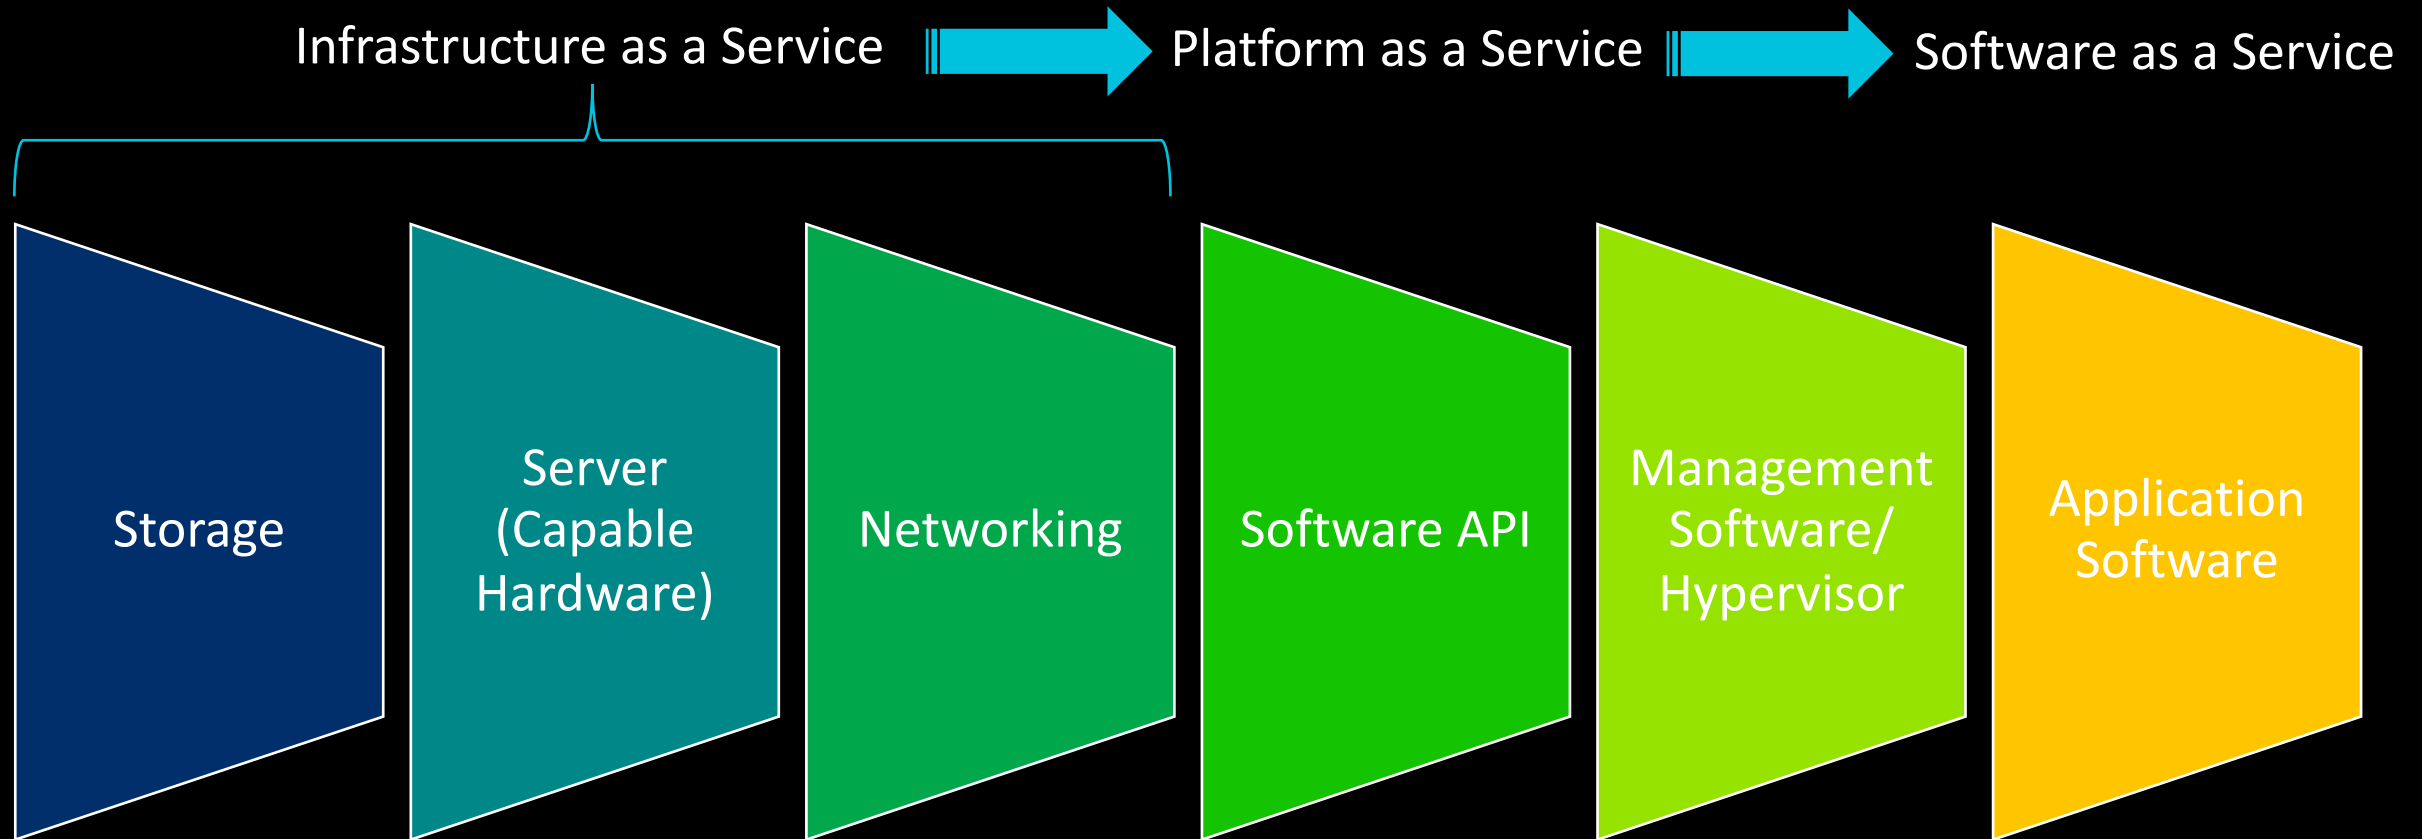 Infrastructure as a Service
Platform as a Service
Software as a Service
Storage
Server
(Capable
Hardware)
Networking
Software API
Management
Software/
Hypervisor
Application
Software